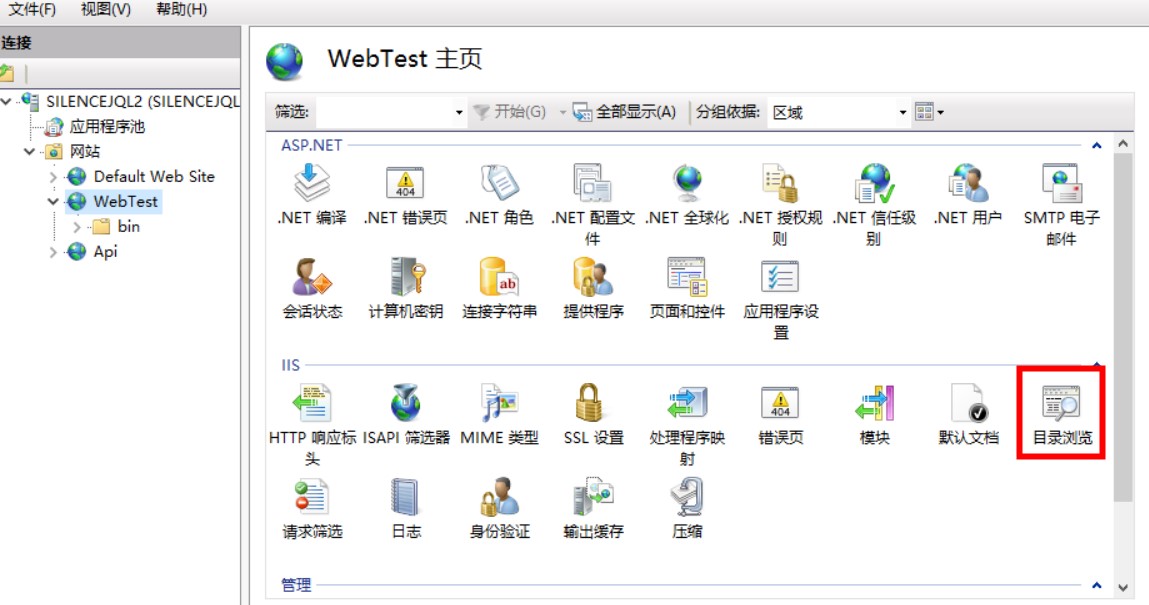 文件(F) 视图(V) 帮助(H)
连接
SILENCEJQL2 (SILENCEJQL
应用程序池
网站
Default Web Site
WebTest
bin
Api
WebTest 主页
筛选: 开始(G) 全部显示(A) 分组依据: 区域
ASP.NET
.NET 编译 .NET 错误页 .NET 角色 .NET 配置文件 .NET 全球化 .NET 授权规则 .NET 信任级别 .NET 用户 SMTP 电子邮件
404
会话状态 计算机密钥 连接字符串 提供程序 页面和控件 应用程序设置
ab
IIS
HTTP 响应标头 ISAPI 筛选器 MIME 类型 SSL 设置 处理程序映射 错误页 模块 默认文档 目录浏览
404
请求筛选 日志 身份验证 输出缓存 压缩
管理